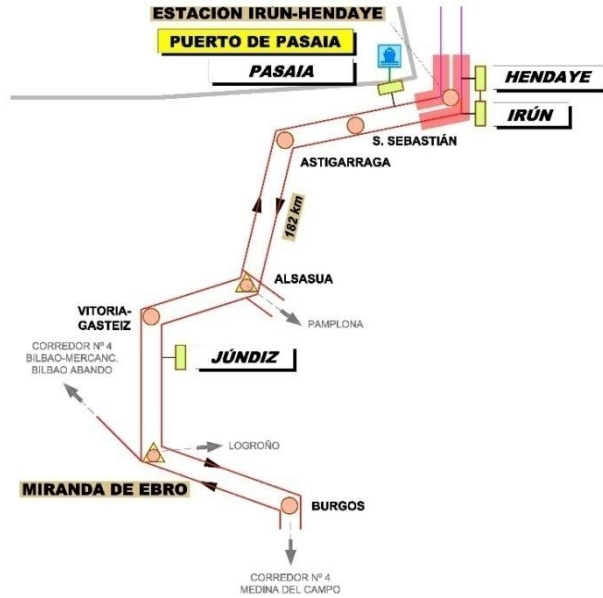 ESTACION IRUN-HENDAYE
PUERTO DE PASAIA
PASAIA
HENDAYE
IRÚN
S. SEBASTIÁN
ASTIGARRAGA
182 km
ALSASUA
VITORIA-
GASTEIZ
PAMPLONA
CORREDOR Nº 4
BILBAO-MERCANC.
BILBAO ABANDO
JÚNDIZ
LOGROÑO
MIRANDA DE EBRO
BURGOS
CORREDOR Nº 4
MEDINA DEL CAMPO